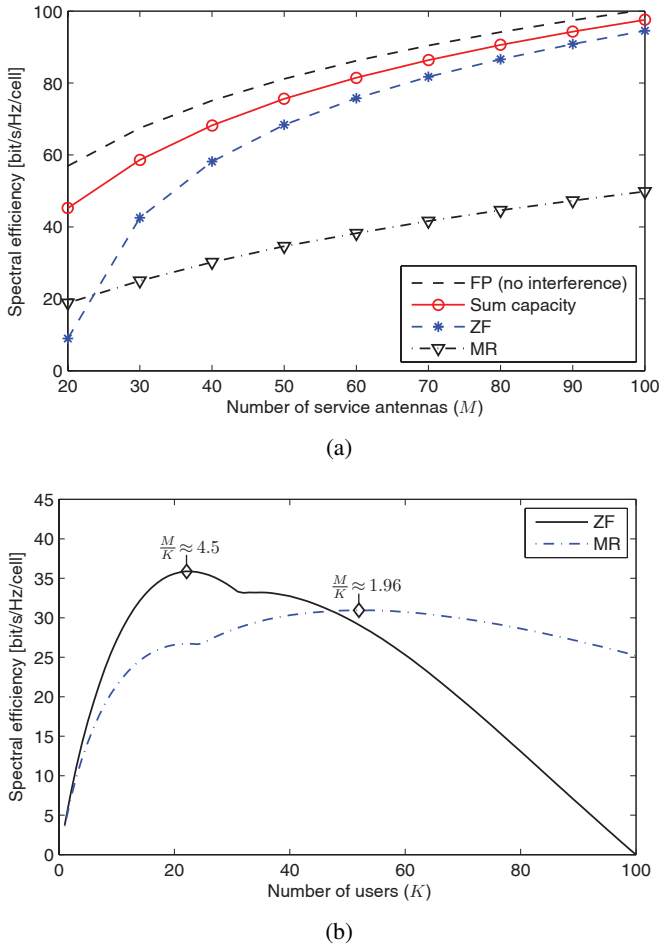 100
80
60
40
20
0
Spectral efficiency [bit/s/Hz/cell]
FP (no interference)
Sum capacity
ZF
MR
20 30 40 50 60 70 80 90 100
Number of service antennas (M)
(a)
45
40
35
30
25
20
15
10
5
0
Spectral efficiency [bit/s/Hz/cell]
M/K ≈ 4.5
M/K ≈ 1.96
ZF
MR
0 20 40 60 80 100
Number of users (K)
(b)